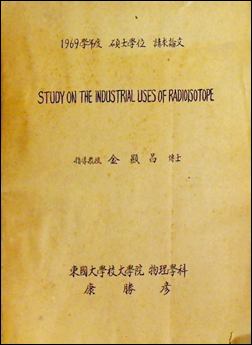 1969學年度 碩士學位 請求論文
STUDY ON THE INDUSTRIAL USES OF RADIOISOTOPE
指導敎授 金顯昌 博士
東國大學校大學院 物理學科
康勝彦